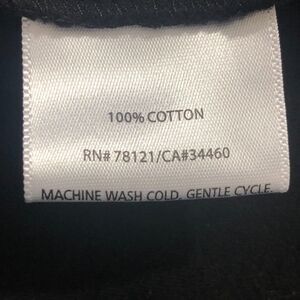 100% COTTON
RN# 78121/CA#34460
MACHINE WASH COLD, GENTLE CYCLE